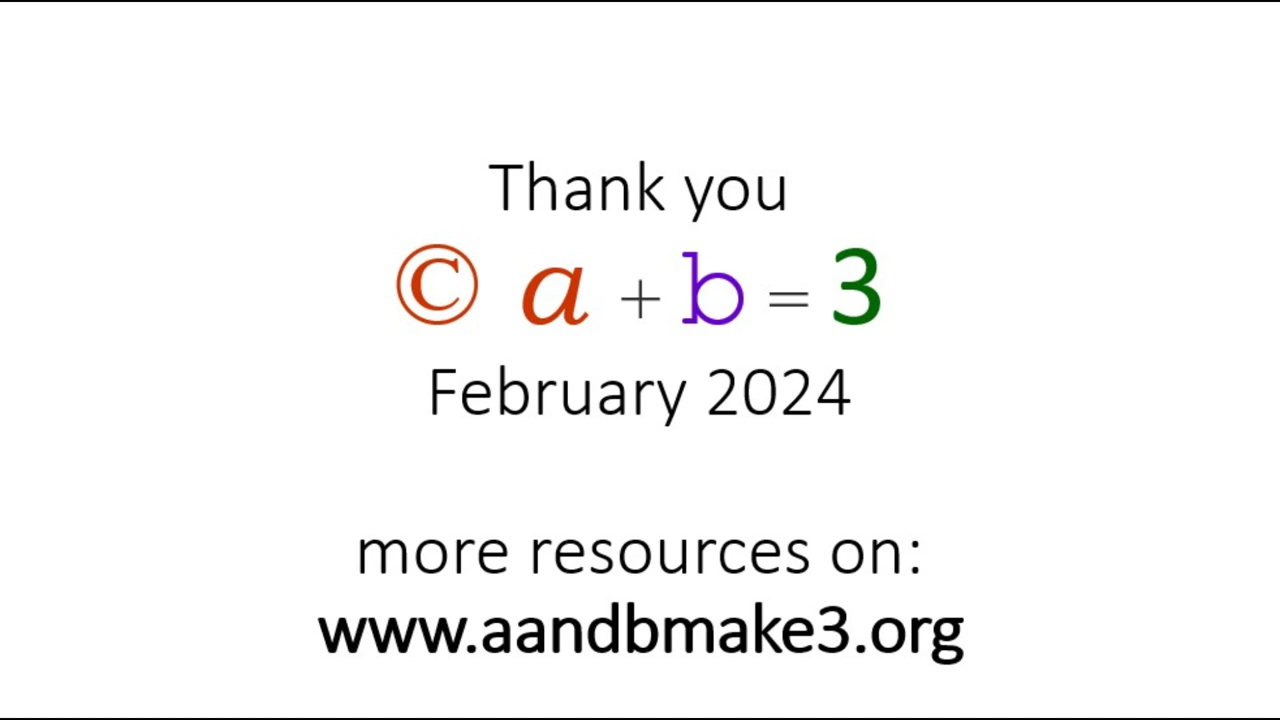 Thank you
© a + b = 3
February 2024
more resources on:
www.aandbmake3.org